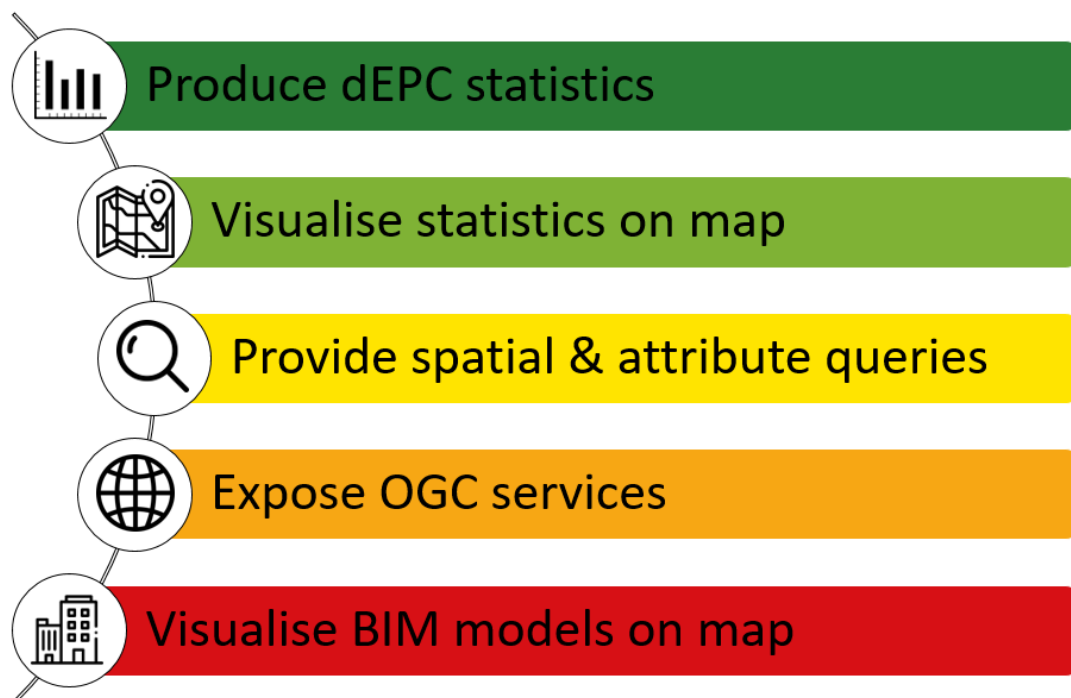 Produce dEPC statistics
Visualise statistics on map
Provide spatial & attribute queries
Expose OGC services
Visualise BIM models on map